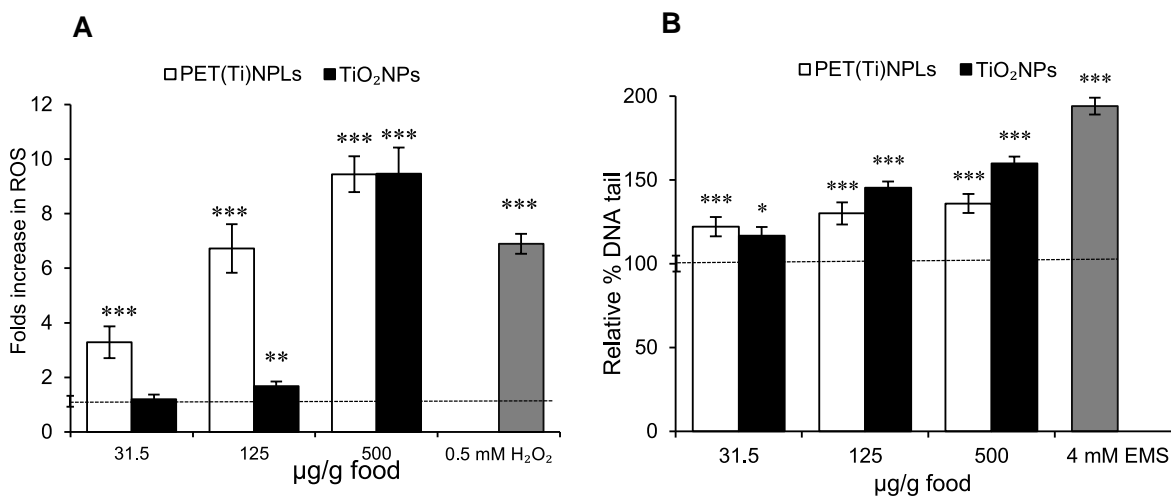 A
PET(Ti)NPLs TiO₂NPs
Folds increase in ROS
12
10
8
6
4
2
0
***
***
**
***
***
***
31.5 125 500 0.5 mM H₂O₂
µg/g food
B
PET(Ti)NPLs TiO₂NPs
Relative % DNA tail
200
150
100
50
0
***
*
***
***
***
***
***
31.5 125 500 4 mM EMS
µg/g food